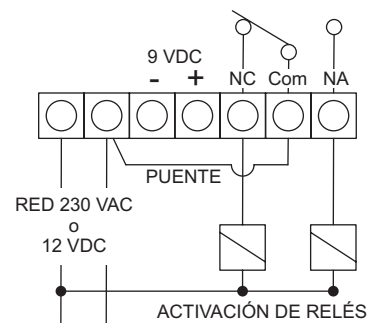 9 VDC
- + NC Com NA
PUENTE
RED 230 VAC
o
12 VDC
ACTIVACIÓN DE RELÉS